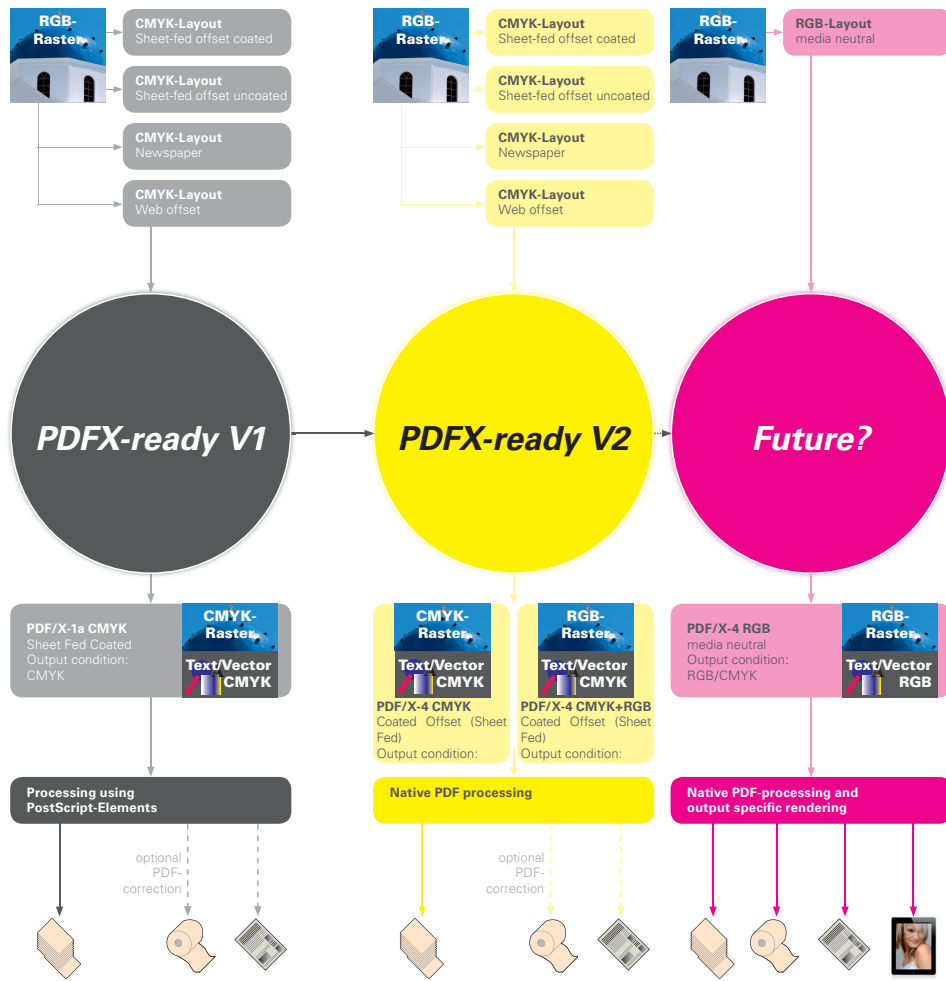 RGB-
Raster
CMYK-Layout
Sheet-fed offset coated
CMYK-Layout
Sheet-fed offset uncoated
CMYK-Layout
Newspaper
CMYK-Layout
Web offset
PDFX-ready V1
PDF/X-1a CMYK
Sheet Fed Coated
Output condition:
CMYK
CMYK-
Raster
Text/Vector
CMYK
Processing using
PostScript-Elements
optional
PDF-
correction
RGB-
Raster
CMYK-Layout
Sheet-fed offset coated
CMYK-Layout
Sheet-fed offset uncoated
CMYK-Layout
Newspaper
CMYK-Layout
Web offset
PDFX-ready V2
CMYK-
Raster
Text/Vector
CMYK
PDF/X-4 CMYK
Coated Offset (Sheet
Fed)
Output condition:
RGB-
Raster
Text/Vector
CMYK
PDF/X-4 CMYK+RGB
Coated Offset (Sheet
Fed)
Output condition:
Native PDF processing
optional
PDF-
correction
RGB-
Raster
RGB-Layout
media neutral
Future?
PDF/X-4 RGB
media neutral
Output condition:
RGB/CMYK
RGB-
Raster
Text/Vector
RGB
Native PDF-processing and
output specific rendering